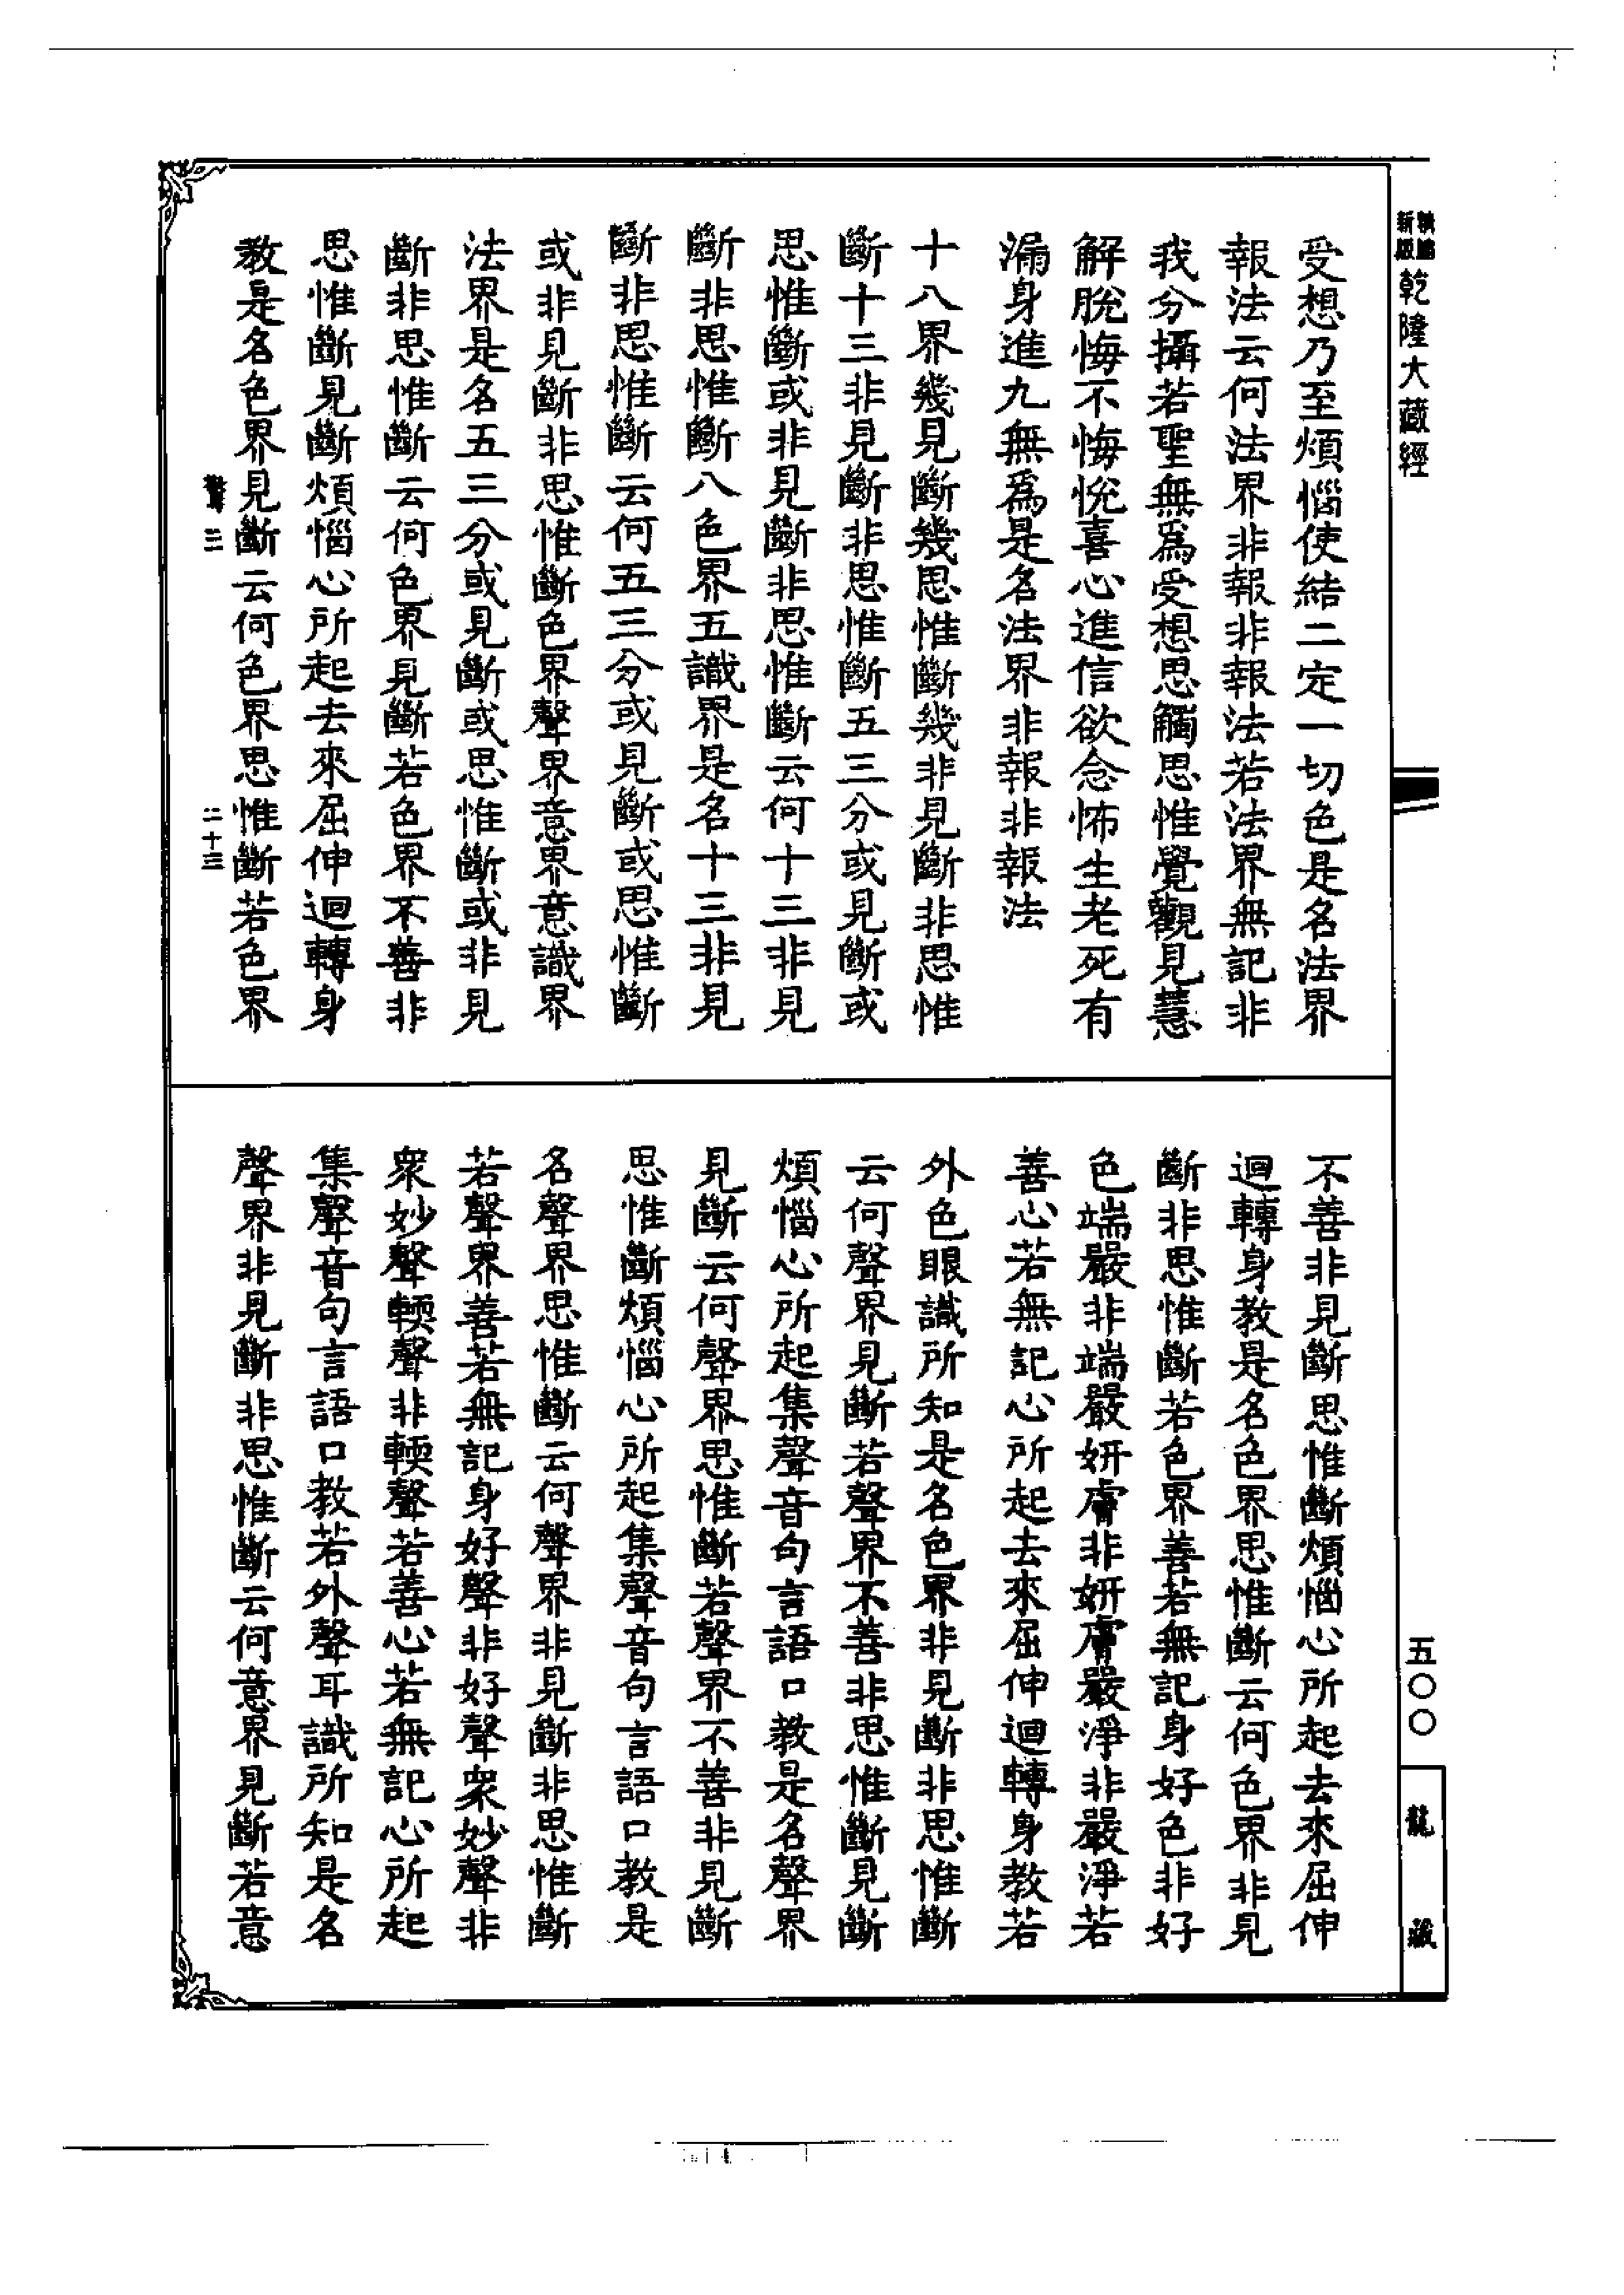 新版
乾隆大藏經
受想乃至煩惱使結二定一切色是名法界
報法云何法界非報非報法若法界無記非
我分攝若聖無爲受想思觸思惟覺觀見慧
解脫悔不悔悅喜心進信欲念怖生老死有
漏身進九無爲是名法界非報非報法
十八界幾見斷幾思惟斷幾非見斷非思惟
斷十三非見斷非思惟斷五三分或見斷或
思惟斷或非見斷非思惟斷云何十三非見
斷非思惟斷八色界五識界是名十三非見
斷非思惟斷云何五三分或見斷或思惟斷
或非見斷非思惟斷色界聲界意界意識界
法界是名五三分或見斷或思惟斷或非見
斷非思惟斷云何色界見斷若色界不善非
思惟斷見斷煩惱心所起去來屈伸迴轉身
教是名色界見斷云何色界思惟斷若色界
三
二十三
不善非見斷思惟斷煩惱心所起去來屈伸
迴轉身教是名色界思惟斷云何色界非見
斷非思惟斷若色界善若無記身好色非好
色端嚴非端嚴妍膚非妍膚嚴淨非嚴淨若
善心若無記心所起去來屈伸迴轉身教若
外色眼識所知是名色界非見斷非思惟斷
云何聲界見斷若聲界不善非思惟斷見斷
煩惱心所起集聲音句言語口教是名聲界
見斷云何聲界思惟斷若聲界不善非見斷
思惟斷煩惱心所起集聲音句言語口教是
名聲界思惟斷云何聲界非見斷非思惟斷
若聲界善若無記身好聲非好聲衆妙聲非
衆妙聲輭聲非輭聲若善心若無記心所起
集聲音句言語口教若外聲耳識所知是名
聲界非見斷非思惟斷云何意界見斷若意
五〇〇
龍藏